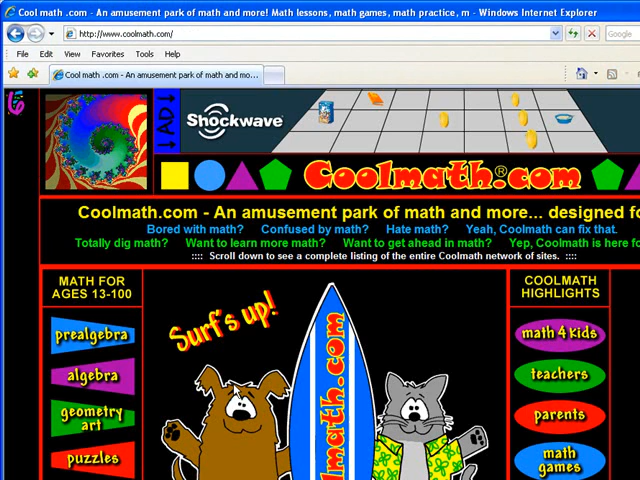 Cool math .com - An amusement park of math and more! Math lessons, math games, math practice, m - Windows Internet Explorer
http://www.coolmath.com/
Google
File Edit View Favorites Tools Help
Cool math .com - An amusement park of math and mo...
AD
Shockwave
Coolmath®.com
Coolmath.com - An amusement park of math and more... designed fo
Bored with math? Confused by math? Hate math? Yeah, Coolmath can fix that.
Totally dig math? Want to learn more math? Want to get ahead in math? Yep, Coolmath is here fo
:::: Scroll down to see a complete listing of the entire Coolmath network of sites. ::::
MATH FOR
AGES 13-100
prealgebra
algebra
geometry
art
puzzles
Surf's up!
olmath.com
COOLMATH
HIGHLIGHTS
math 4 kids
teachers
parents
math
games